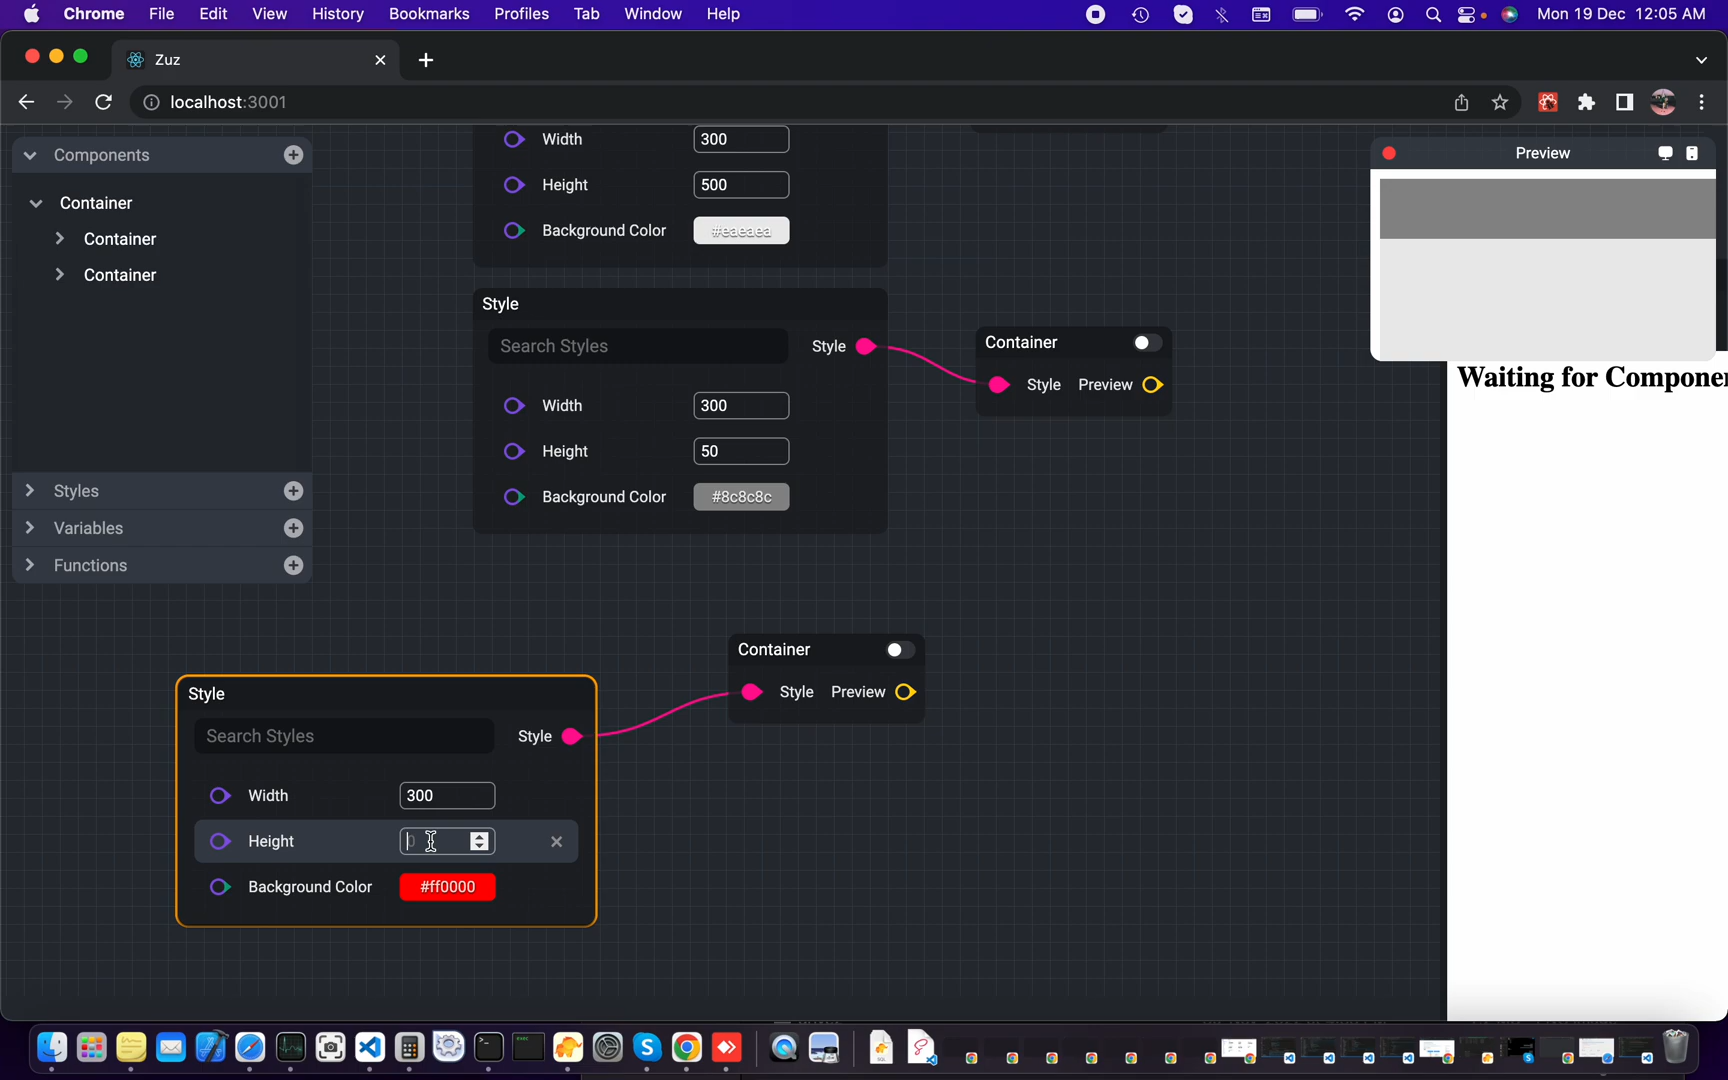 Chrome File Edit View History Bookmarks Profiles Tab Window Help Mon 19 Dec 12:05 AM
Zuz
localhost:3001
Components
Container
Container
Container
Styles
Variables
Functions
Width 300
Height 500
Background Color #eaeaea
Style
Search Styles Style
Width 300
Height 50
Background Color #8c8c8c
Container
Style Preview
Container
Style Preview
Style
Search Styles Style
Width 300
Height 0
Background Color #ff0000
Preview
Waiting for Componen